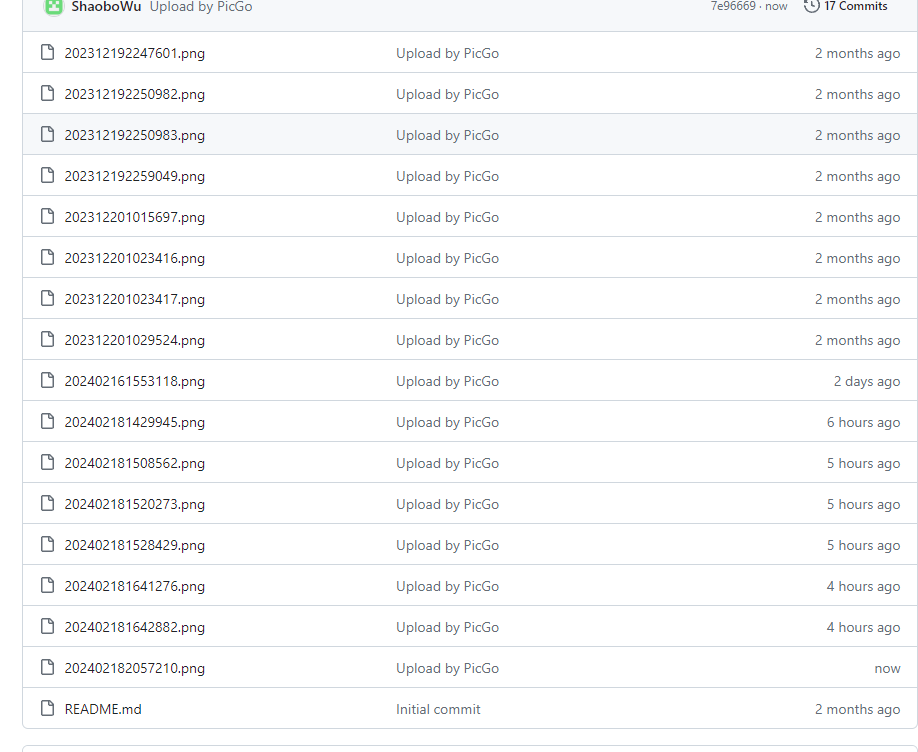 ShaoboWu Upload by PicGo 7e96669 · now 17 Commits
202312192247601.png Upload by PicGo 2 months ago
202312192250982.png Upload by PicGo 2 months ago
202312192250983.png Upload by PicGo 2 months ago
202312192259049.png Upload by PicGo 2 months ago
202312201015697.png Upload by PicGo 2 months ago
202312201023416.png Upload by PicGo 2 months ago
202312201023417.png Upload by PicGo 2 months ago
202312201029524.png Upload by PicGo 2 months ago
202402161553118.png Upload by PicGo 2 days ago
202402181429945.png Upload by PicGo 6 hours ago
202402181508562.png Upload by PicGo 5 hours ago
202402181520273.png Upload by PicGo 5 hours ago
202402181528429.png Upload by PicGo 5 hours ago
202402181641276.png Upload by PicGo 4 hours ago
202402181642882.png Upload by PicGo 4 hours ago
202402182057210.png Upload by PicGo now
README.md Initial commit 2 months ago